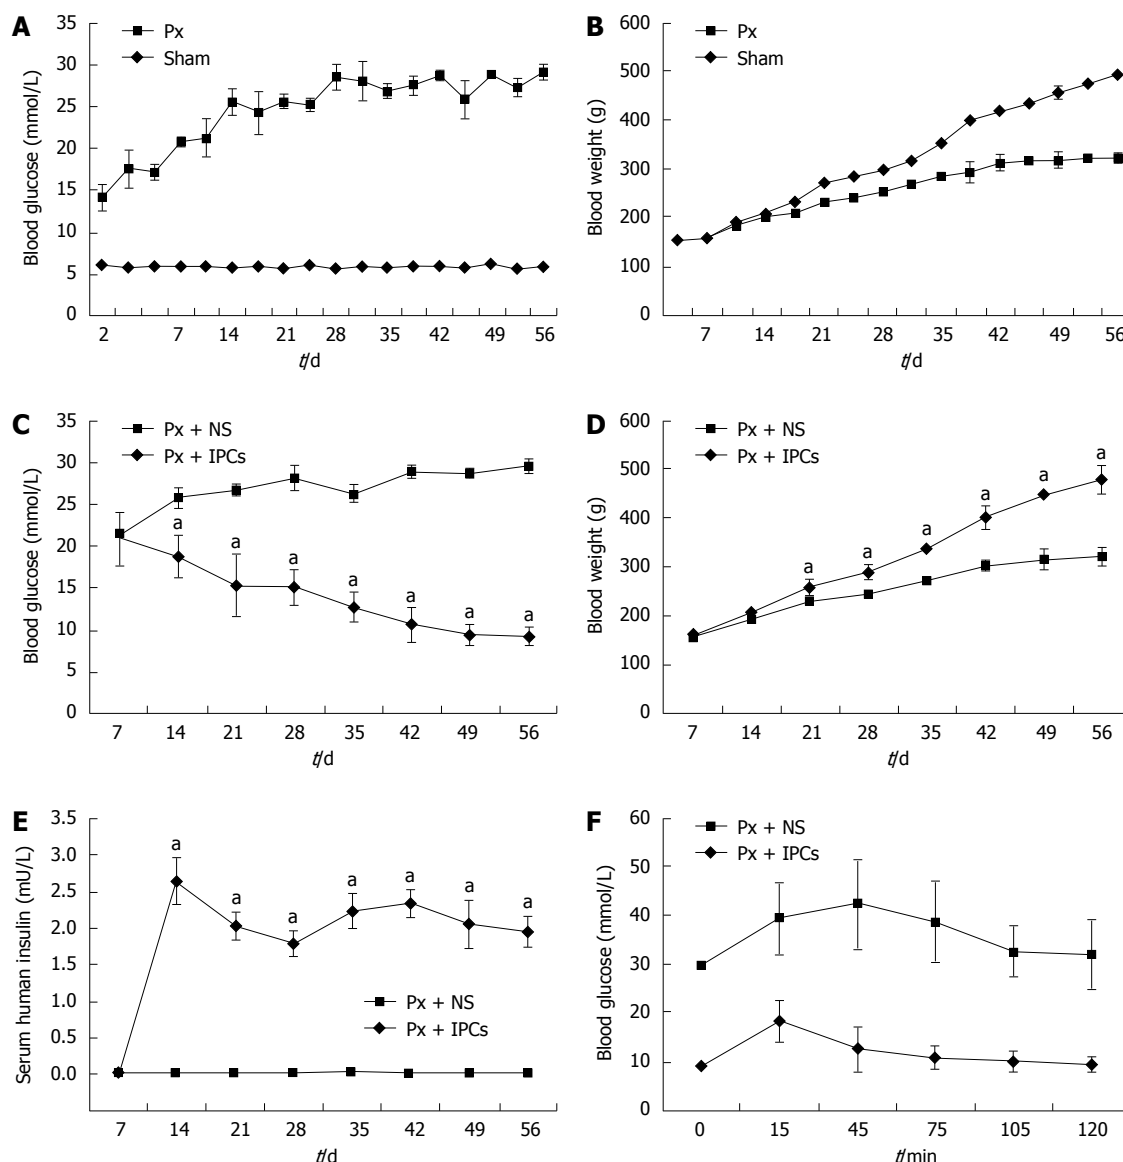 A
Px
Sham
Blood glucose (mmol/L)
35
30
25
20
15
10
5
0
2 7 14 21 28 35 42 49 56
t/d
B
Px
Sham
Blood weight (g)
600
500
400
300
200
100
0
7 14 21 28 35 42 49 56
t/d
C
Px + NS
Px + IPCs
Blood glucose (mmol/L)
35
30
25
20
15
10
5
0
a a a a a a a
7 14 21 28 35 42 49 56
t/d
D
Px + NS
Px + IPCs
Blood weight (g)
600
500
400
300
200
100
0
a a a a a a
7 14 21 28 35 42 49 56
t/d
E
Serum human insulin (mU/L)
3.5
3.0
2.5
2.0
1.5
1.0
0.5
0.0
a a a a a a a
Px + NS
Px + IPCs
7 14 21 28 35 42 49 56
t/d
F
Px + NS
Px + IPCs
Blood glucose (mmol/L)
60
50
40
30
20
10
0
0 15 45 75 105 120
t/min